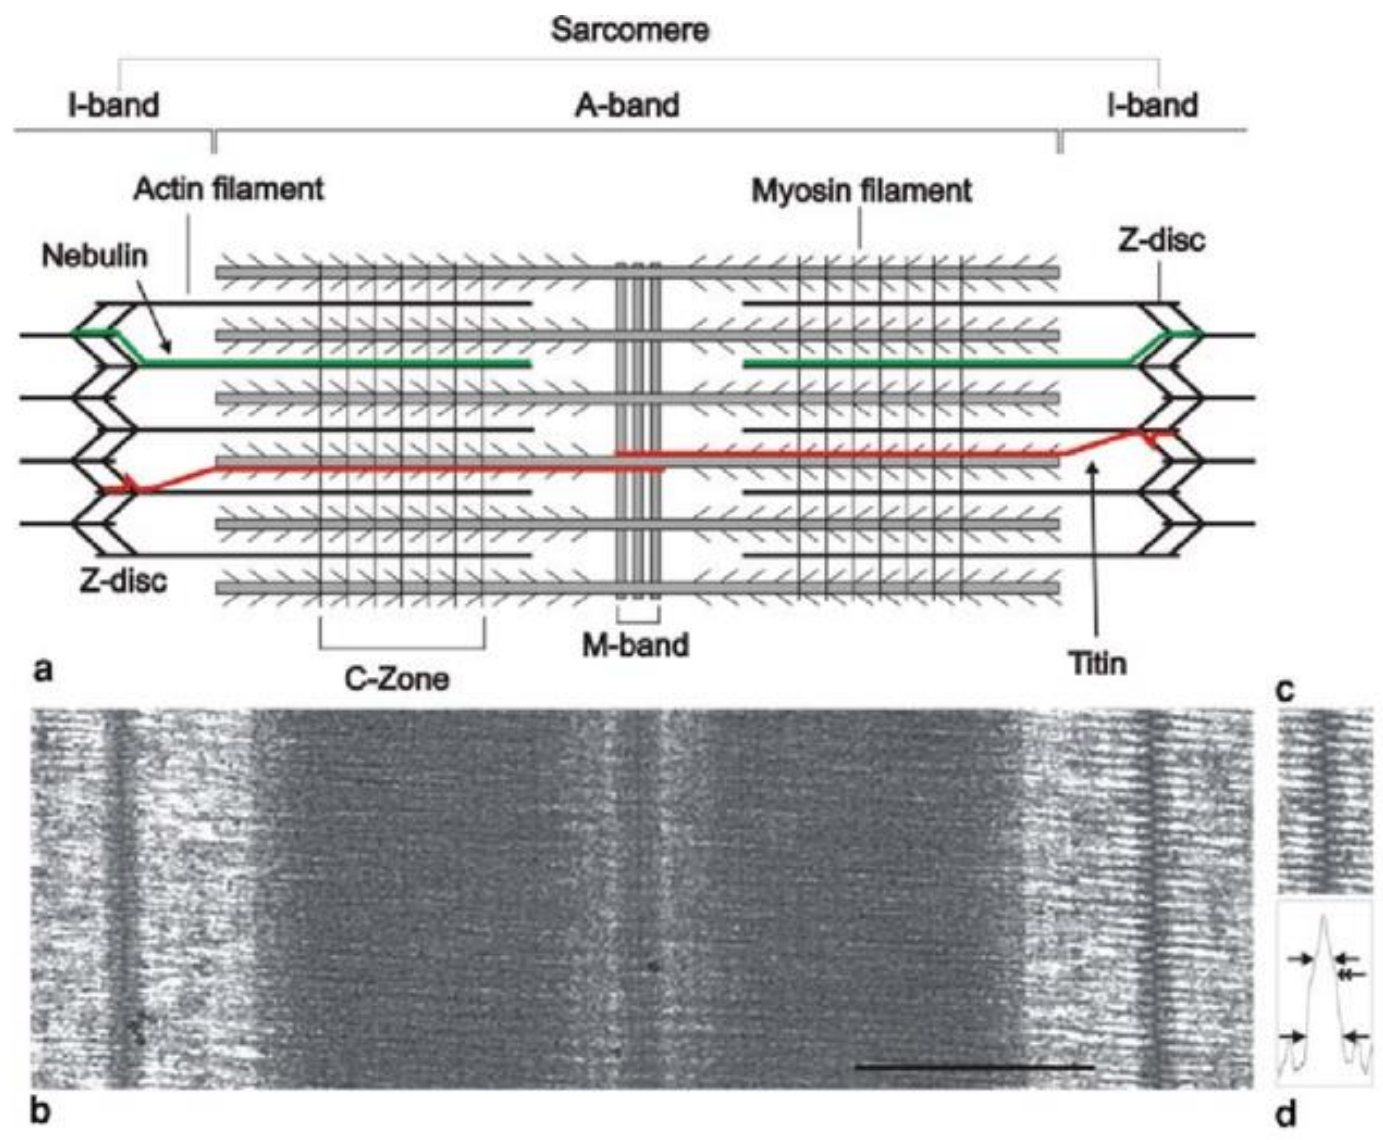 Sarcomere
I-band
A-band
I-band
Actin filament
Myosin filament
Nebulin
Z-disc
Z-disc
M-band
C-Zone
Titin
a
c
b
d